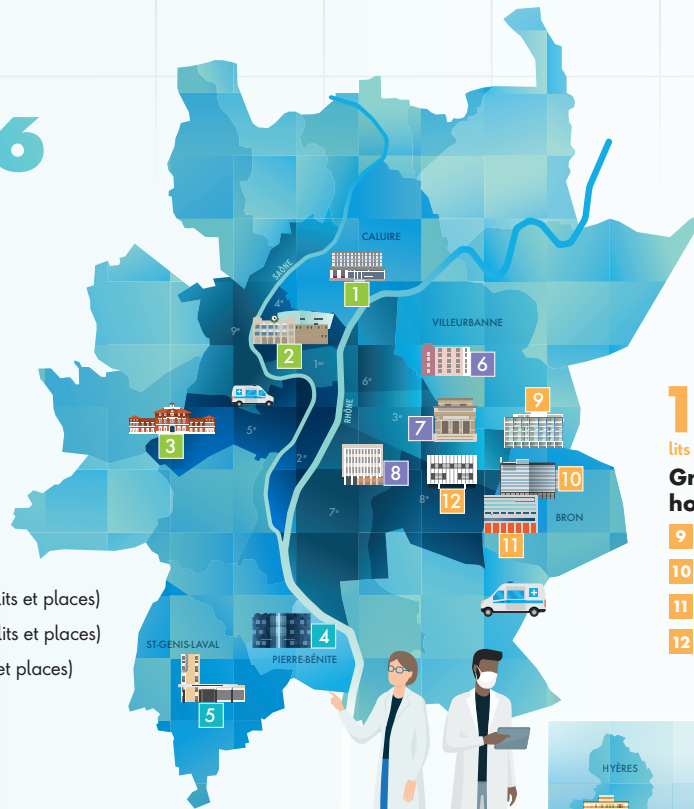 6
CALUIRE
SAÔNE
1
4e
VILLEURBANNE
9e
2
1er
6
6e
9
RHÔNE
3e
7
1
3
5e
lits
2e
8
10
Gr
ho
8e
12
7e
BRON
9
11
10
its et places)
11
its et places)
4
12
ST-GENIS-LAVAL
PIERRE-BÉNITE
et places)
5
HYÈRES